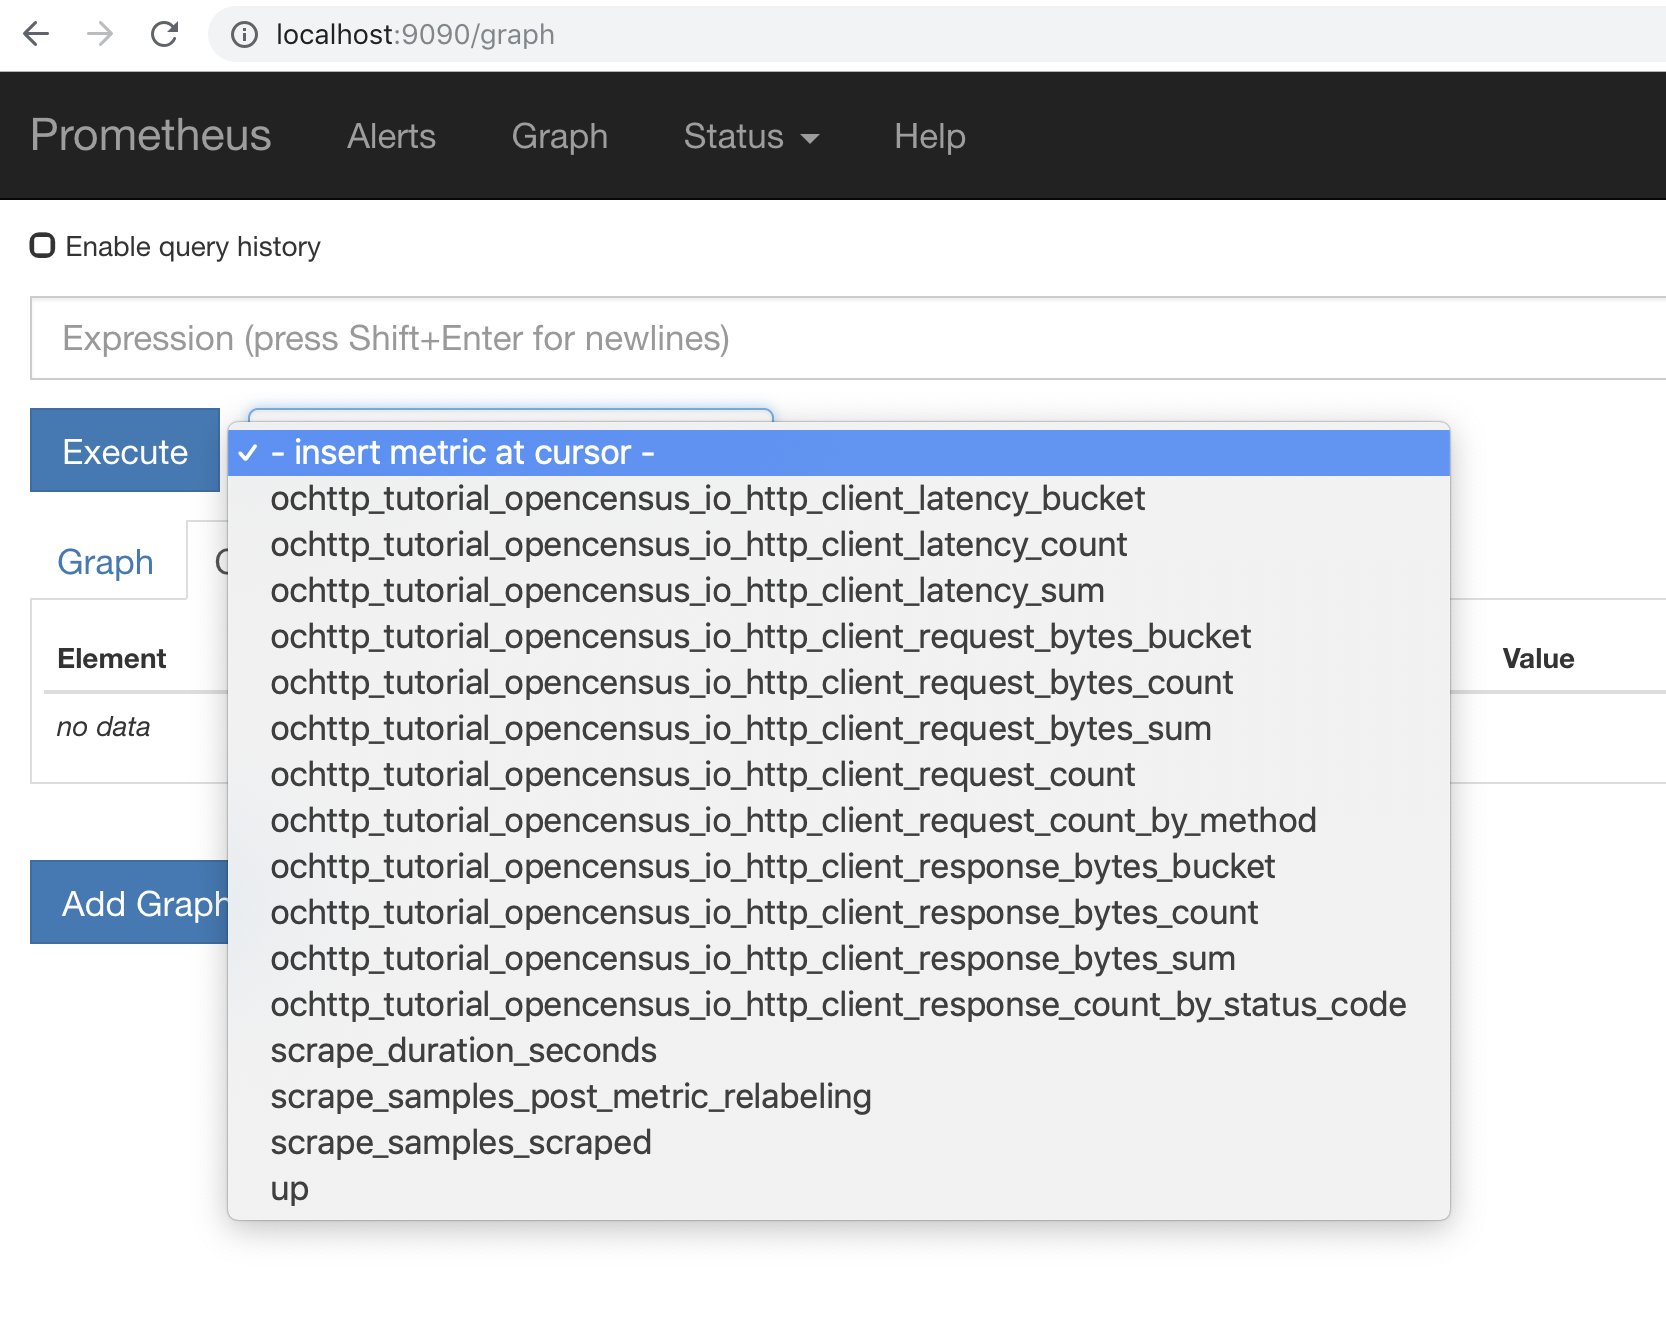 localhost:9090/graph
Prometheus Alerts Graph Status Help
Enable query history
Expression (press Shift+Enter for newlines)
Execute
✓ - insert metric at cursor -
ochttp_tutorial_opencensus_io_http_client_latency_bucket
ochttp_tutorial_opencensus_io_http_client_latency_count
ochttp_tutorial_opencensus_io_http_client_latency_sum
ochttp_tutorial_opencensus_io_http_client_request_bytes_bucket
ochttp_tutorial_opencensus_io_http_client_request_bytes_count
ochttp_tutorial_opencensus_io_http_client_request_bytes_sum
ochttp_tutorial_opencensus_io_http_client_request_count
ochttp_tutorial_opencensus_io_http_client_request_count_by_method
ochttp_tutorial_opencensus_io_http_client_response_bytes_bucket
ochttp_tutorial_opencensus_io_http_client_response_bytes_count
ochttp_tutorial_opencensus_io_http_client_response_bytes_sum
ochttp_tutorial_opencensus_io_http_client_response_count_by_status_code
scrape_duration_seconds
scrape_samples_post_metric_relabeling
scrape_samples_scraped
up
Graph
Element Value
no data
Add Graph